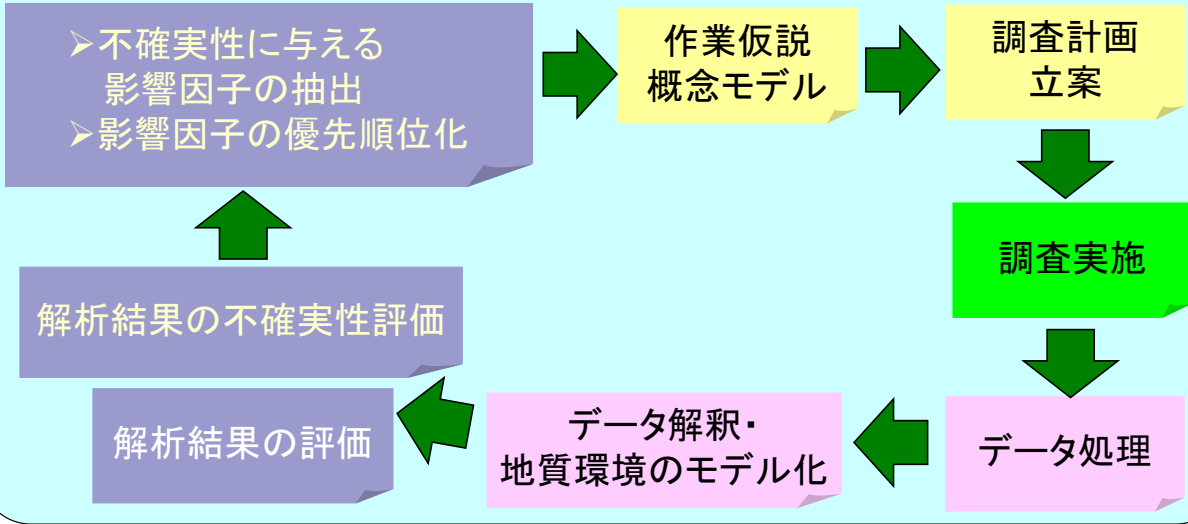 ➢不確実性に与える
影響因子の抽出
➢影響因子の優先順位化
作業仮説
概念モデル
調査計画
立案
調査実施
データ処理
データ解釈・
地質環境のモデル化
解析結果の評価
解析結果の不確実性評価